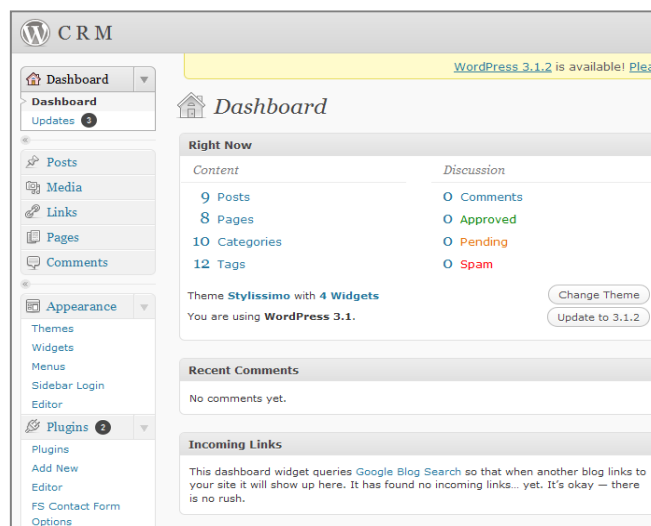 CRM
WordPress 3.1.2 is available! Plea
Dashboard
Dashboard
Updates 3
Posts
Media
Links
Pages
Comments
Appearance
Themes
Widgets
Menus
Sidebar Login
Editor
Plugins 2
Plugins
Add New
Editor
FS Contact Form
Options
Dashboard
Right Now
Content
9 Posts
8 Pages
10 Categories
12 Tags
Discussion
0 Comments
0 Approved
0 Pending
0 Spam
Theme Stylissimo with 4 Widgets
Change Theme
You are using WordPress 3.1.
Update to 3.1.2
Recent Comments
No comments yet.
Incoming Links
This dashboard widget queries Google Blog Search so that when another blog links to
your site it will show up here. It has found no incoming links… yet. It’s okay — there
is no rush.